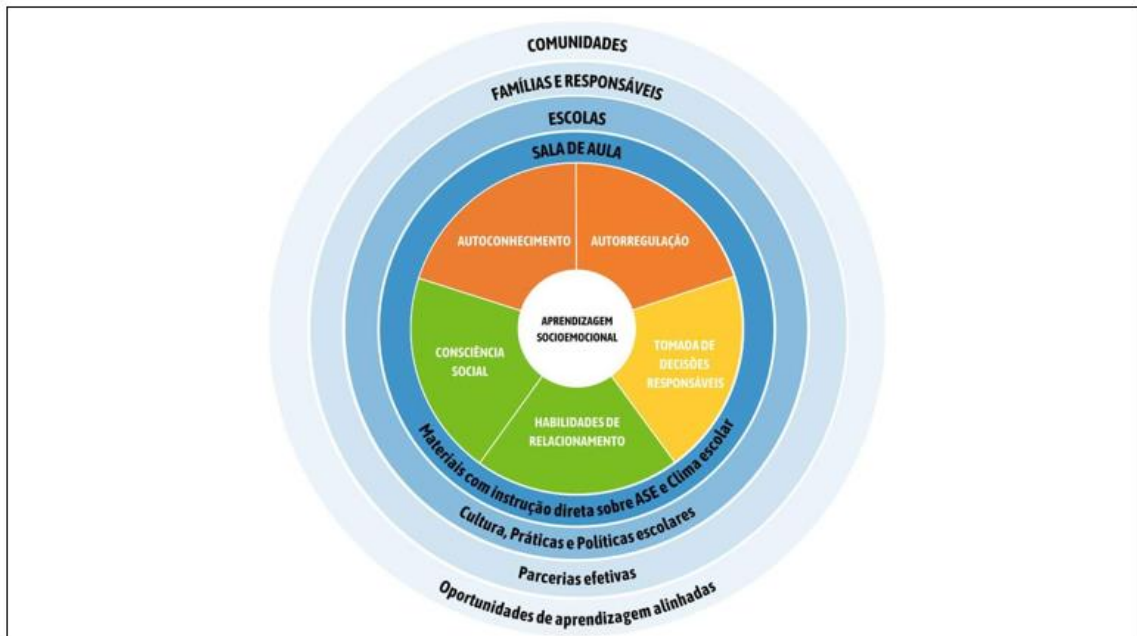 COMUNIDADES
FAMÍLIAS E RESPONSÁVEIS
ESCOLAS
SALA DE AULA
AUTOCONHECIMENTO
AUTORREGULAÇÃO
APRENDIZAGEM
SOCIOEMOCIONAL
CONSCIÊNCIA
SOCIAL
TOMADA DE
DECISÕES
RESPONSÁVEIS
HABILIDADES DE
RELACIONAMENTO
Materiais com instrução direta sobre ASE e Clima escolar
Cultura, Práticas e Políticas escolares
Parcerias efetivas
Oportunidades de aprendizagem alinhadas